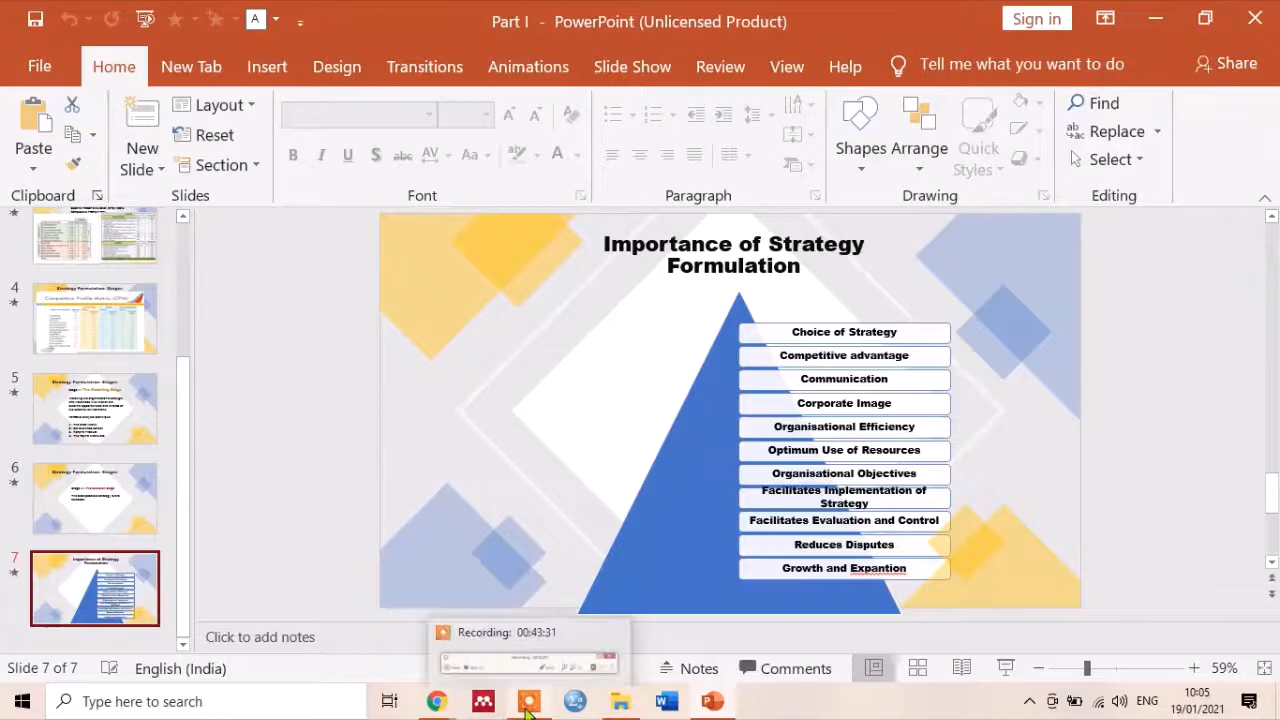 Part I - PowerPoint (Unlicensed Product)
Sign in
File Home New Tab Insert Design Transitions Animations Slide Show Review View Help Tell me what you want to do Share
Paste
Clipboard
New Slide
Layout
Reset
Section
Slides
Font
Paragraph
Shapes Arrange Quick Styles
Drawing
Find
Replace
Select
Editing
4
5
6
7
Importance of Strategy
Formulation
Choice of Strategy
Competitive advantage
Communication
Corporate Image
Organisational Efficiency
Optimum Use of Resources
Organisational Objectives
Facilitates Implementation of
Strategy
Facilitates Evaluation and Control
Reduces Disputes
Growth and Expantion
Recording: 00:43:31
Click to add notes
Slide 7 of 7 English (India) Notes Comments 59%
Type here to search
ENG
0:05
19/01/2021